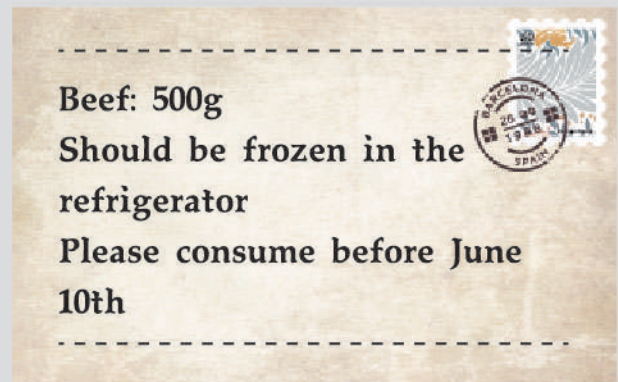 Beef: 500g
Should be frozen in the
refrigerator
Please consume before June
10th
BARCELONA
SPAIN